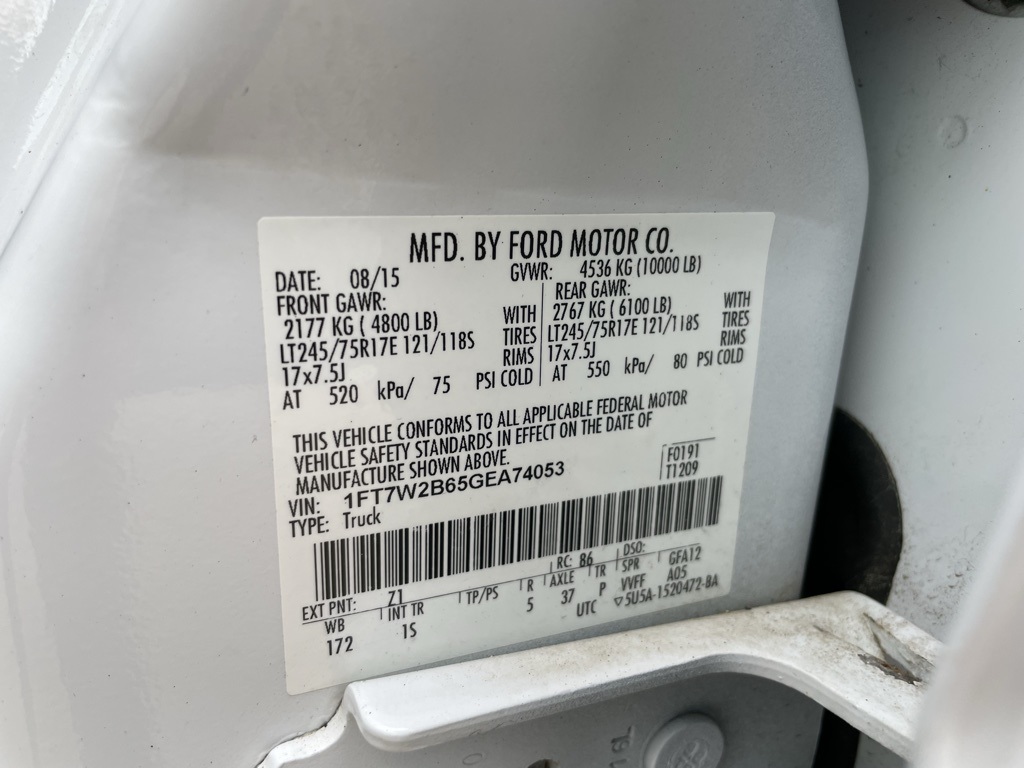 MFD. BY FORD MOTOR CO.
DATE: 08/15 GVWR: 4536 KG (10000 LB)
FRONT GAWR: REAR GAWR:
2177 KG ( 4800 LB) WITH 2767 KG ( 6100 LB) WITH
LT245/75R17E 121/118S TIRES LT245/75R17E 121/118S TIRES
17x7.5J RIMS 17x7.5J RIMS
AT 520 kPa/ 75 PSI COLD AT 550 kPa/ 80 PSI COLD
THIS VEHICLE CONFORMS TO ALL APPLICABLE FEDERAL MOTOR
VEHICLE SAFETY STANDARDS IN EFFECT ON THE DATE OF
MANUFACTURE SHOWN ABOVE. F0191
VIN: 1FT7W2B65GEA74053 T1209
TYPE: Truck
EXT PNT: Z1 RC: 86 DSO:
WB INT TR TP/PS R AXLE TR SPR GFA12
172 1S 5 37 P VVFF A05
UTC ▽5U5A-1520472-BA